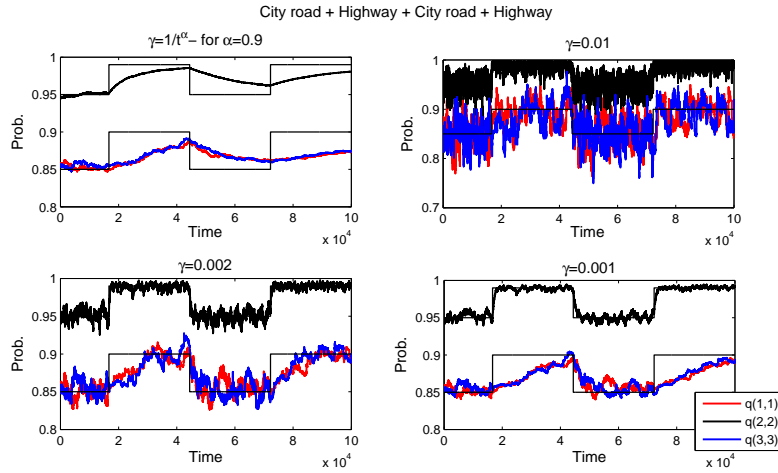 City road + Highway + City road + Highway
γ=1/t^α – for α=0.9
1
0.95
0.9
0.85
0.8
Prob.
0 2 4 6 8 10
Time
x 10^4
γ=0.01
1
0.9
0.8
0.7
Prob.
0 2 4 6 8 10
Time
x 10^4
γ=0.002
1
0.95
0.9
0.85
0.8
Prob.
0 2 4 6 8 10
Time
x 10^4
γ=0.001
1
0.95
0.9
0.85
0.8
Prob.
0 2 4 6 8 10
Time
x 10^4
q(1,1)
q(2,2)
q(3,3)